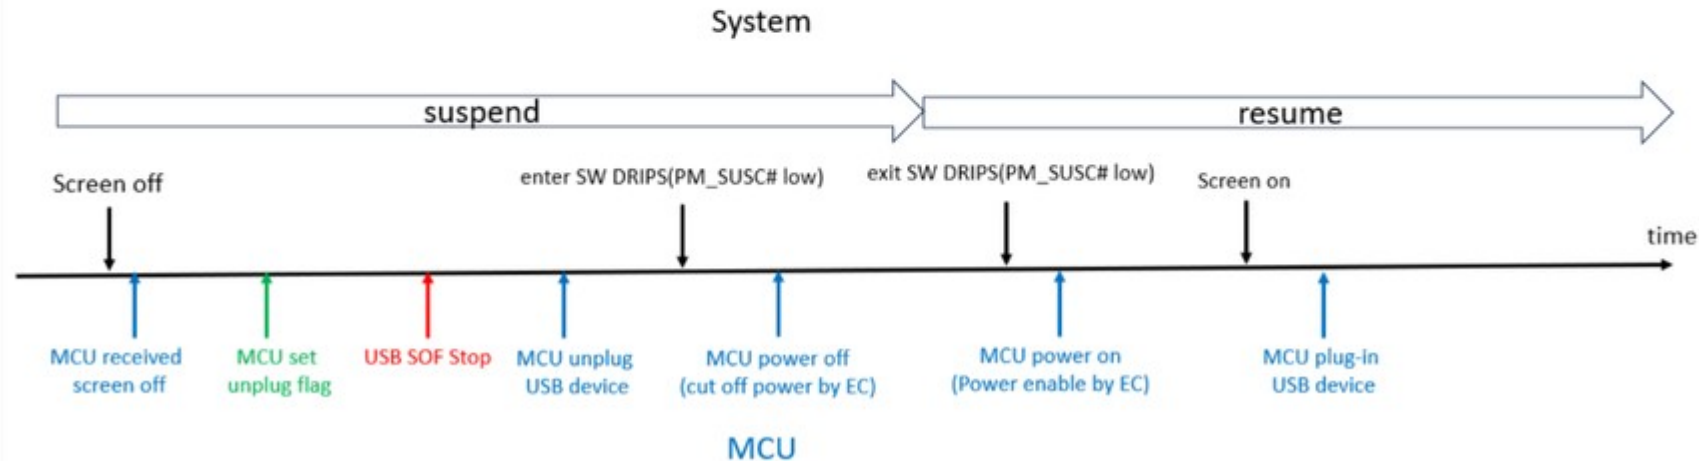 System
suspend
resume
Screen off
enter SW DRIPS(PM_SUSC# low)
exit SW DRIPS(PM_SUSC# low)
Screen on
time
MCU received
screen off
MCU set
unplug flag
USB SOF Stop
MCU unplug
USB device
MCU power off
(cut off power by EC)
MCU power on
(Power enable by EC)
MCU plug-in
USB device
MCU